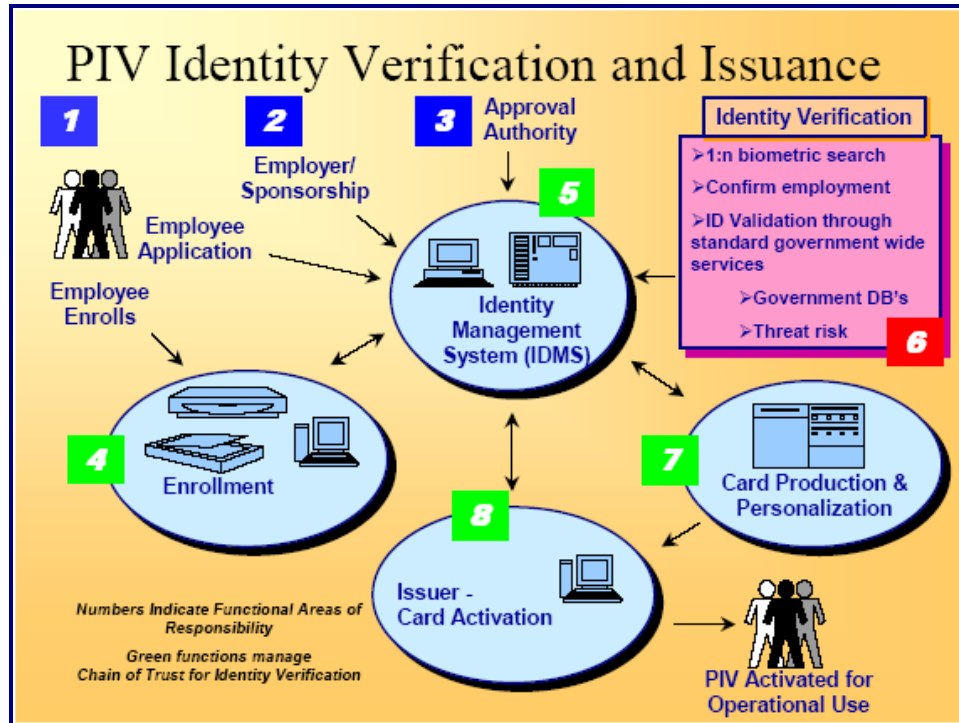 PIV Identity Verification and Issuance
1
2
3
Approval
Authority
Employer/
Sponsorship
Employee
Application
Employee
Enrolls
Identity Verification
➢1:n biometric search
➢Confirm employment
➢ID Validation through
standard government wide
services
➢Government DB's
➢Threat risk
6
5
Identity
Management
System (IDMS)
4
Enrollment
7
Card Production &
Personalization
8
Issuer -
Card Activation
Numbers Indicate Functional Areas of
Responsibility
Green functions manage
Chain of Trust for Identity Verification
PIV Activated for
Operational Use